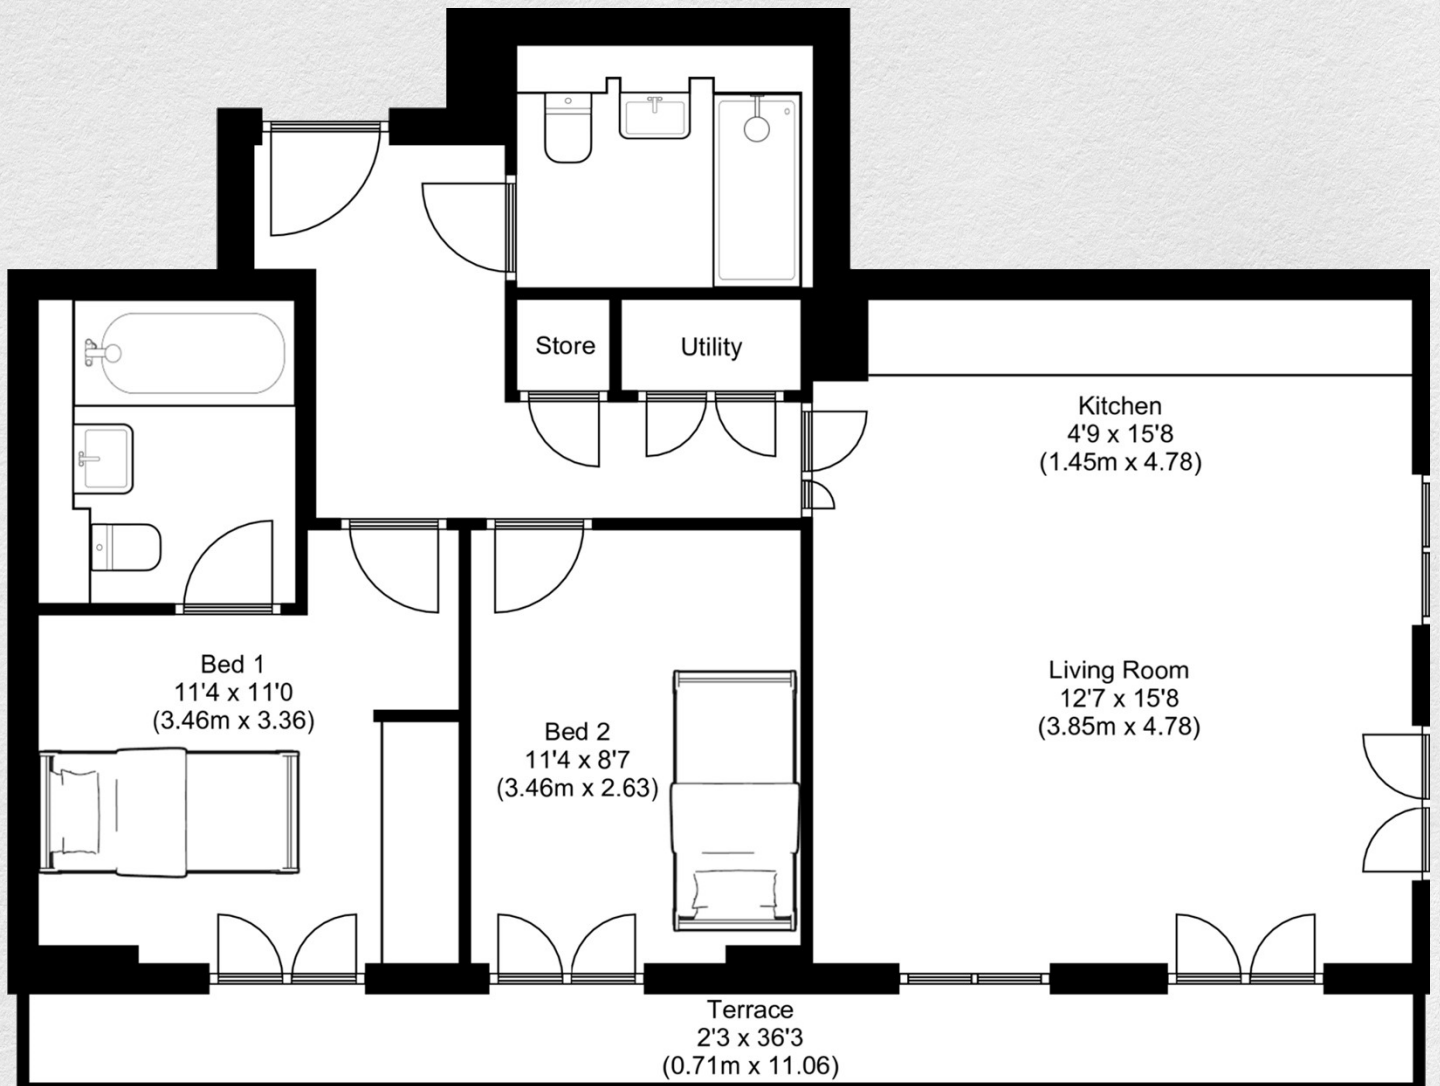 Store
Utility
Kitchen
4'9 x 15'8
(1.45m x 4.78)
Bed 1
11'4 x 11'0
(3.46m x 3.36)
Bed 2
11'4 x 8'7
(3.46m x 2.63)
Living Room
12'7 x 15'8
(3.85m x 4.78)
Terrace
2'3 x 36'3
(0.71m x 11.06)